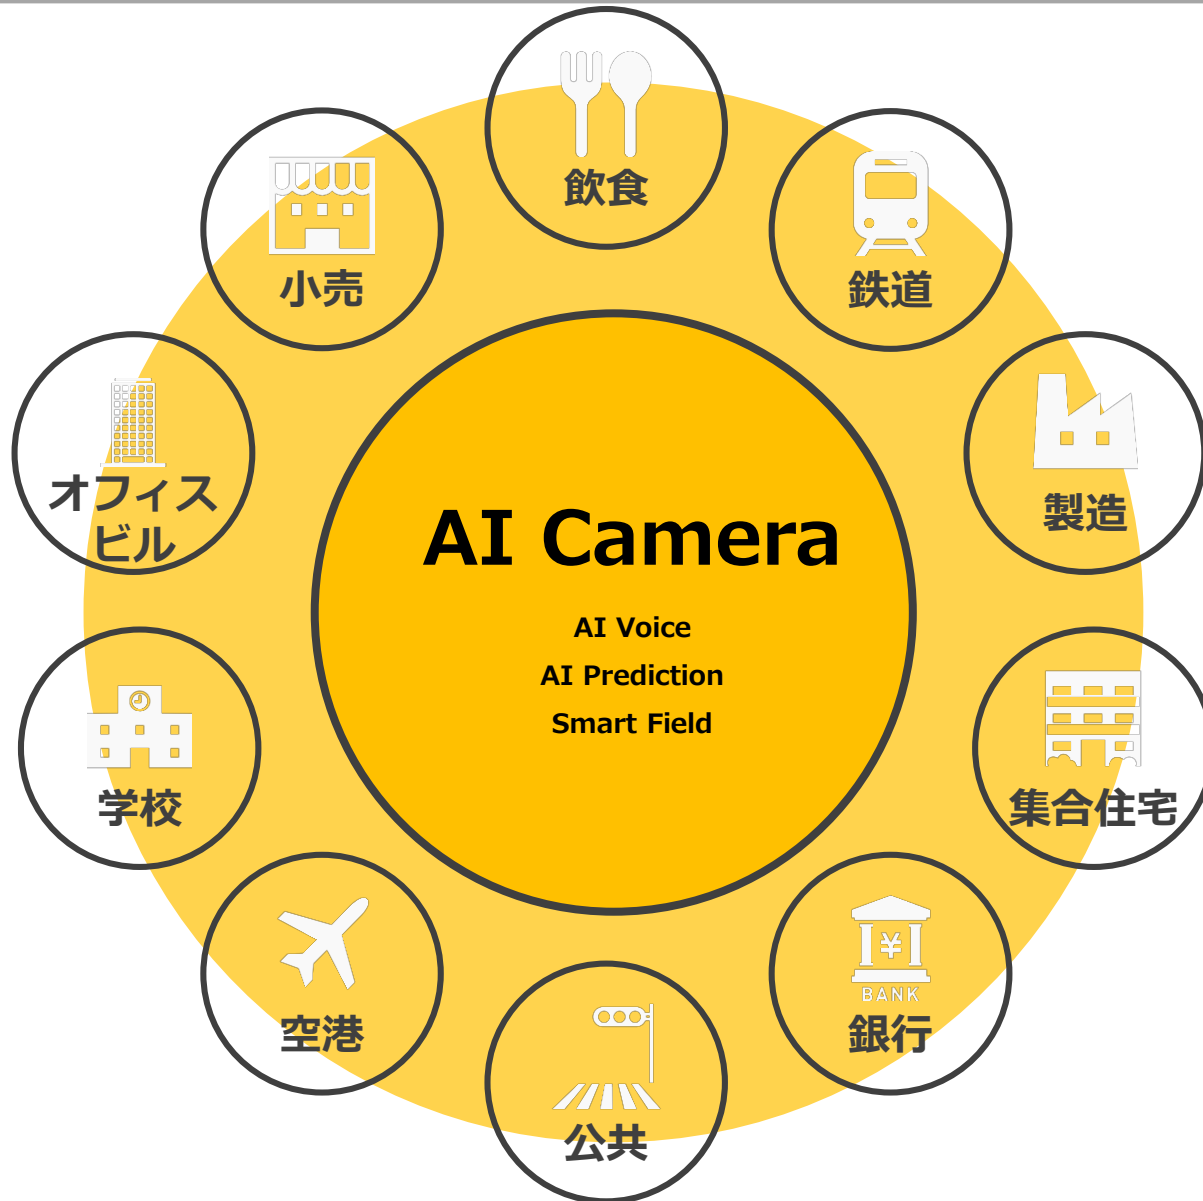 飲食
小売
鉄道
オフィス
ビル
製造
AI Camera
AI Voice
AI Prediction
Smart Field
学校
集合住宅
空港
¥
BANK
銀行
公共